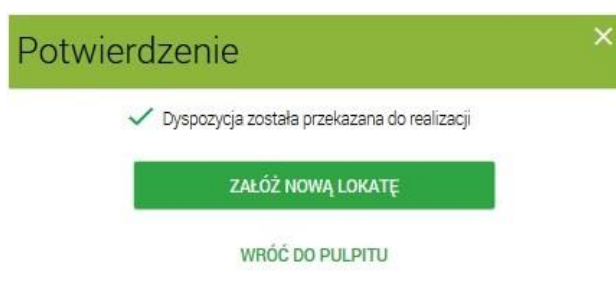 Potwierdzenie
Dyspozycja została przekazana do realizacji
ZAŁÓŻ NOWĄ LOKATĘ
WRÓĆ DO PULPITU